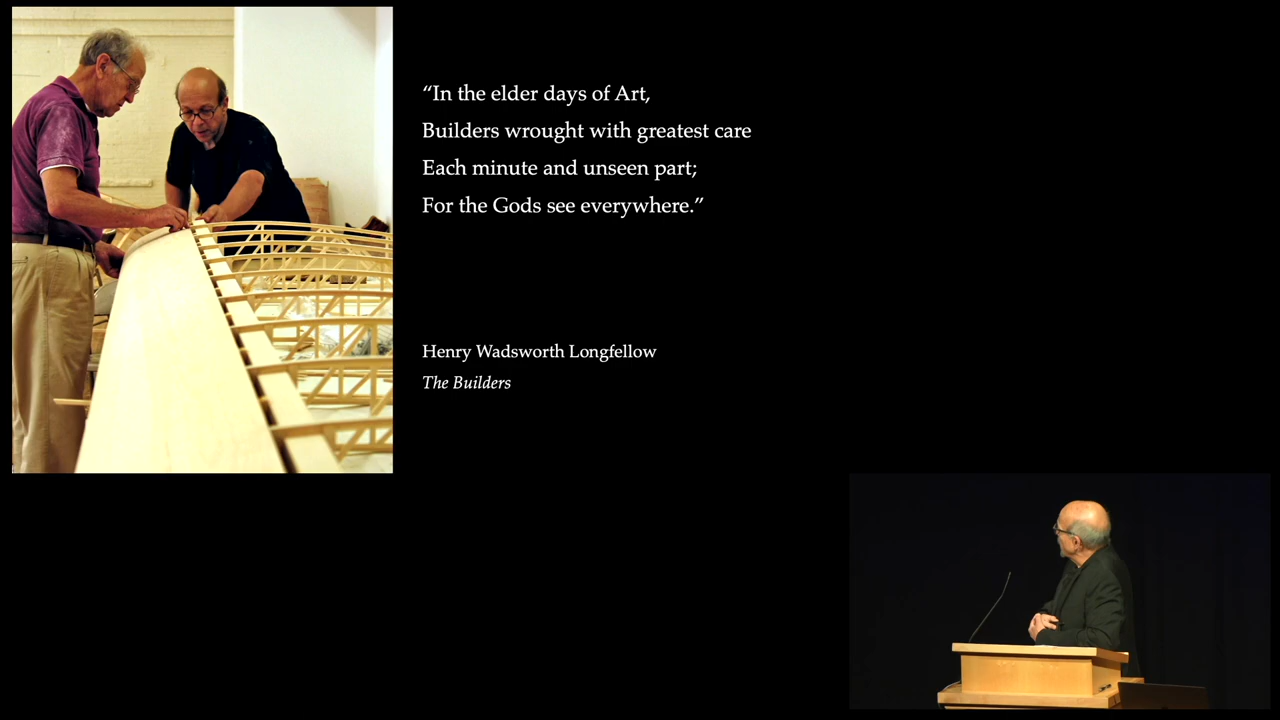 “In the elder days of Art,
Builders wrought with greatest care
Each minute and unseen part;
For the Gods see everywhere.”
Henry Wadsworth Longfellow
The Builders